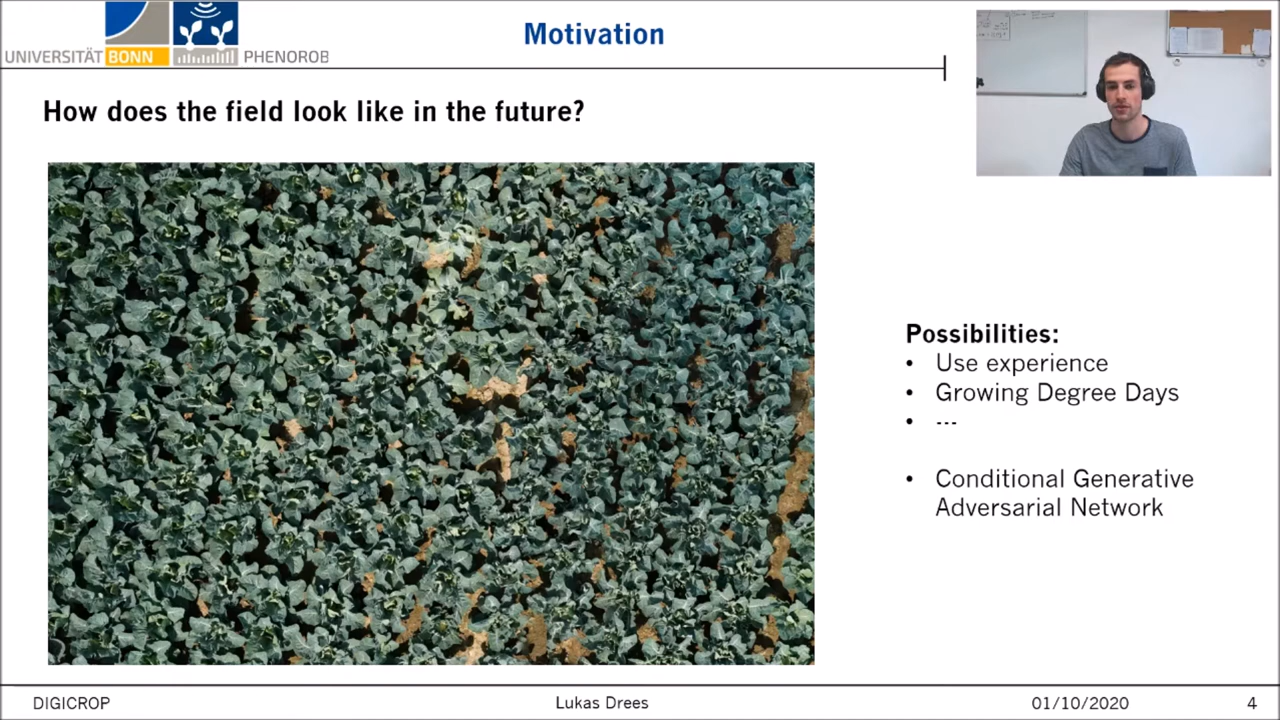 Motivation
UNIVERSITÄT BONN
PHENOROB
How does the field look like in the future?
Possibilities:
• Use experience
• Growing Degree Days
• ---
• Conditional Generative
Adversarial Network
DIGICROP
Lukas Drees
01/10/2020
4